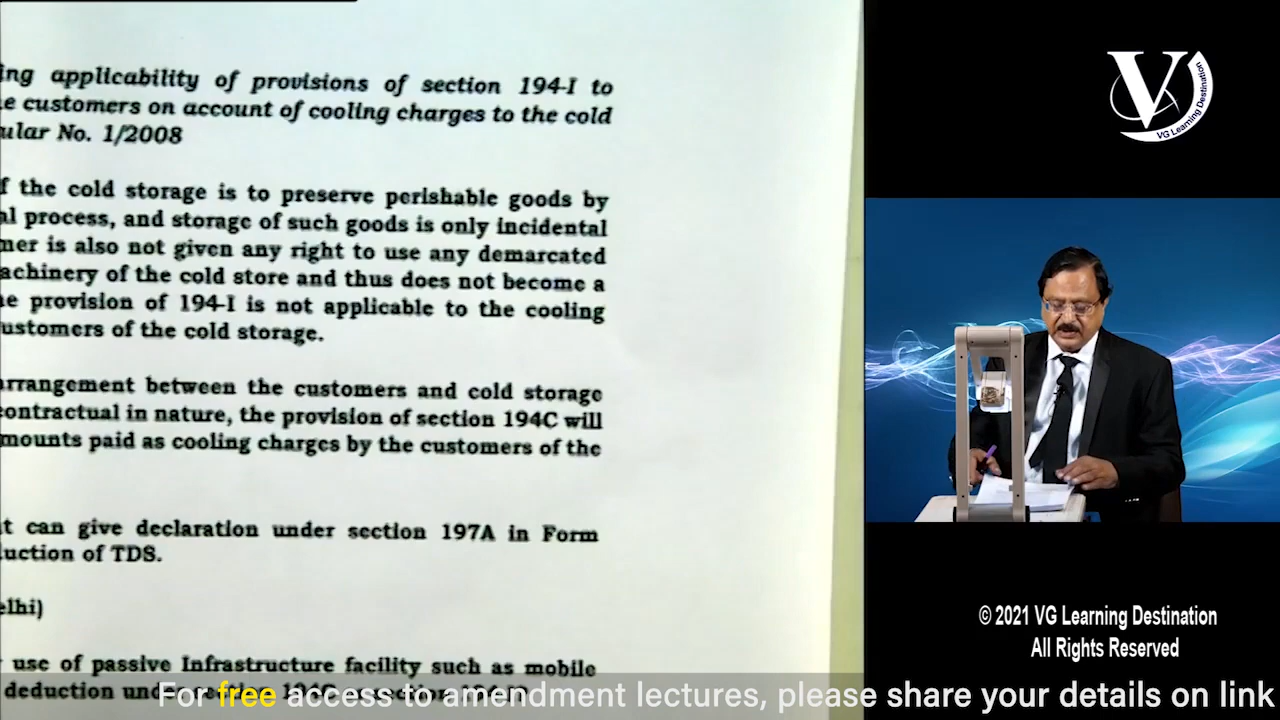 ing applicability of provisions of section 194-I to
e customers on account of cooling charges to the cold
ular No. 1/2008
f the cold storage is to preserve perishable goods by
al process, and storage of such goods is only incidental
mer is also not given any right to use any demarcated
achinery of the cold store and thus does not become a
e provision of 194-I is not applicable to the cooling
ustomers of the cold storage.
arrangement between the customers and cold storage
contractual in nature, the provision of section 194C will
mounts paid as cooling charges by the customers of the
t can give declaration under section 197A in Form
luction of TDS.
elhi)
use of passive Infrastructure facility such as mobile
deduction under section
V
VG Learning Destination
© 2021 VG Learning Destination
All Rights Reserved
For free access to amendment lectures, please share your details on link